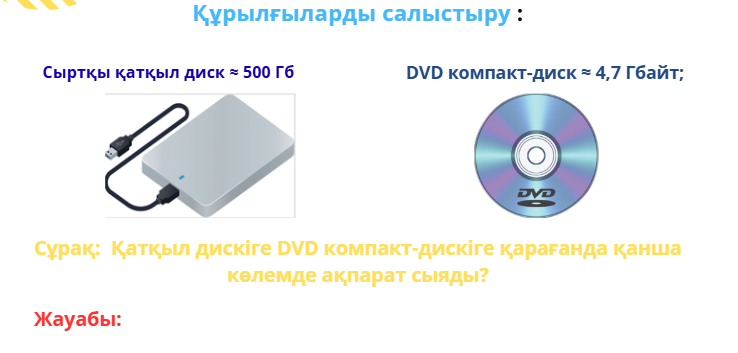 Құрылғыларды салыстыру :
Сыртқы қатқыл диск ≈ 500 Гб
DVD компакт-диск ≈ 4,7 Гбайт;
DVD
Сұрақ: Қатқыл дискіге DVD компакт-дискіге қарағанда қанша
көлемде ақпарат сыяды?
Жауабы: